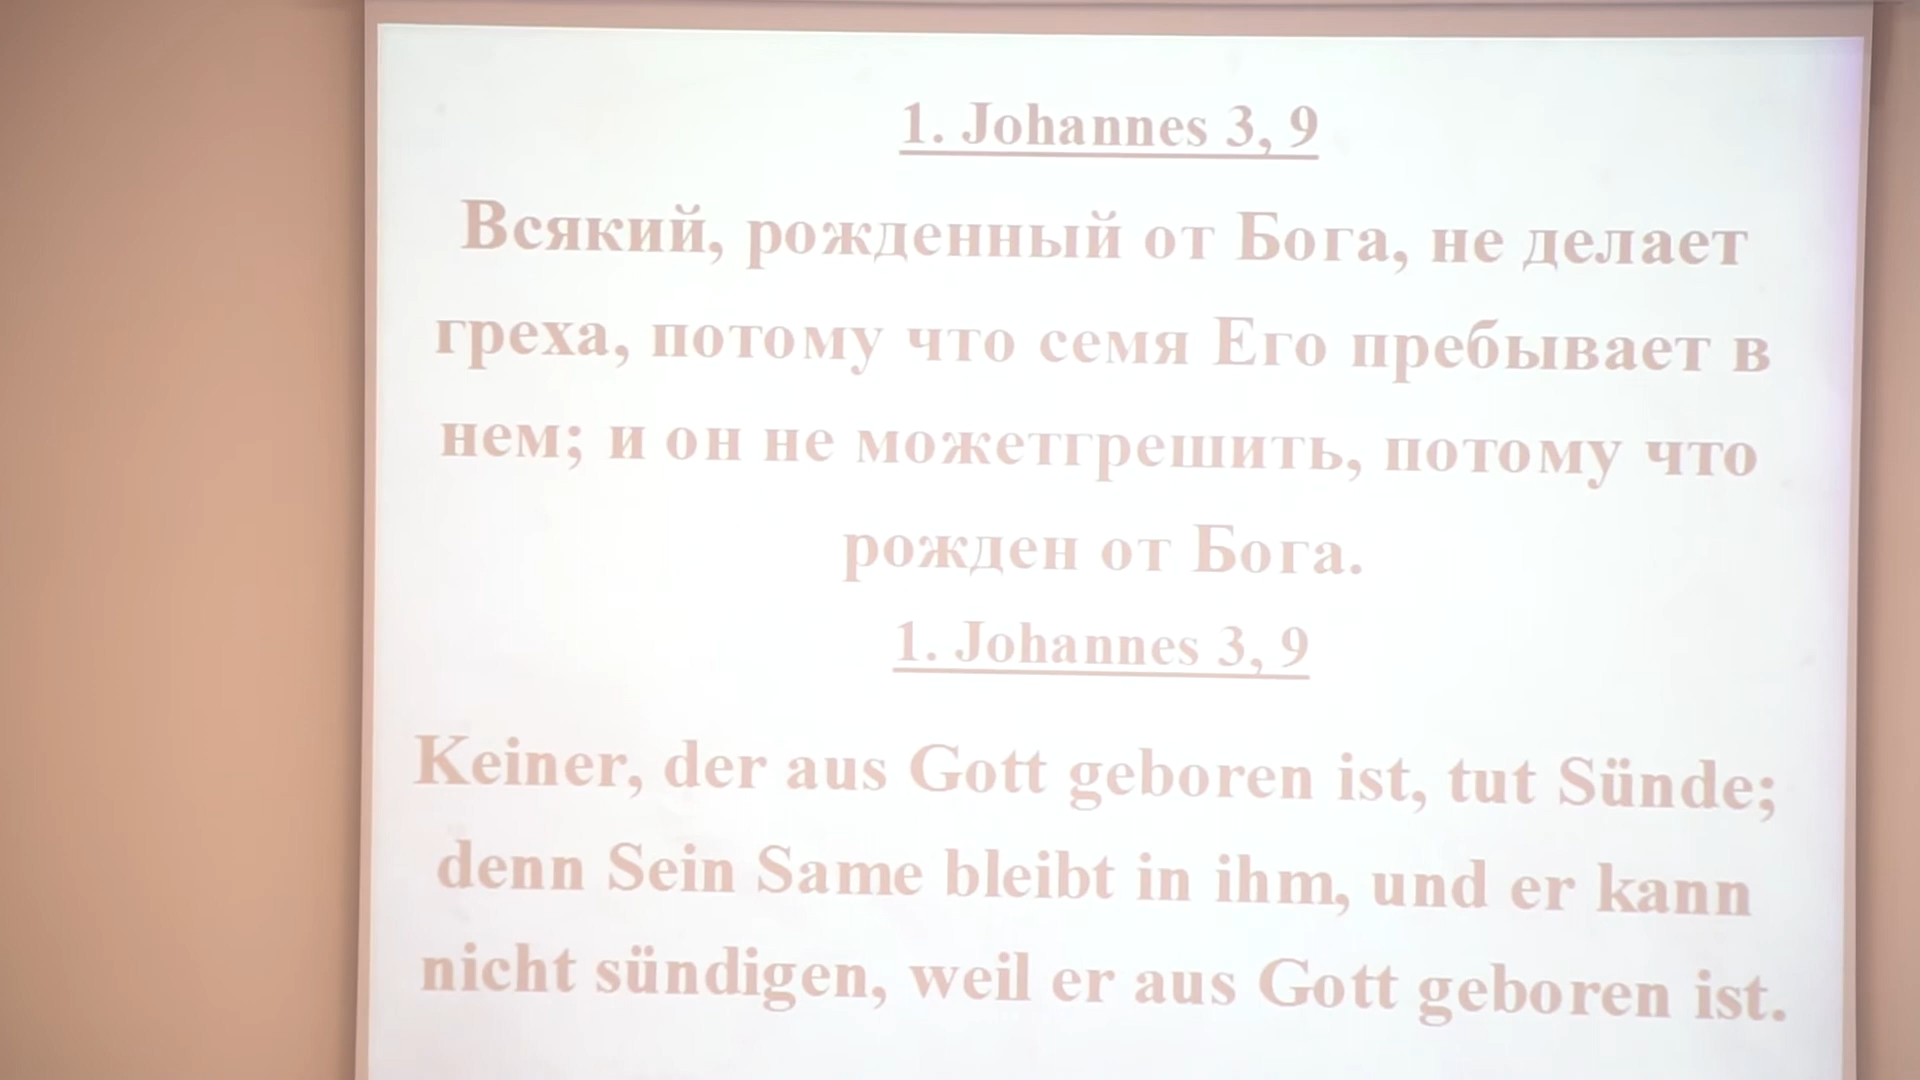 1. Johannes 3, 9
Всякий, рожденный от Бога, не делает
греха, потому что семя Его пребывает в
нем; и он не можетгрешить, потому что
рожден от Бога.
1. Johannes 3, 9
Keiner, der aus Gott geboren ist, tut Sünde;
denn Sein Same bleibt in ihm, und er kann
nicht sündigen, weil er aus Gott geboren ist.